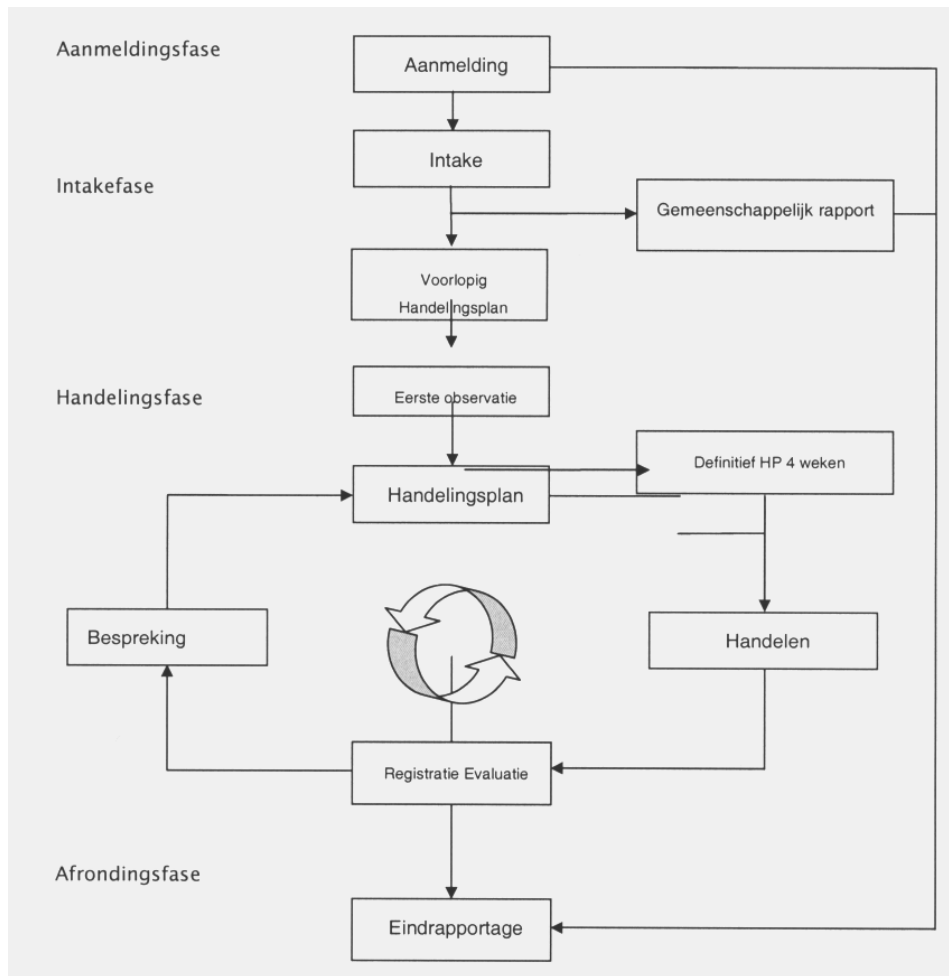 Aanmeldingsfase
Aanmelding
Intake
Intakefase
Gemeenschappelijk rapport
Voorlopig
Handelingsplan
Handelingsfase
Eerste observatie
Definitief HP 4 weken
Handelingsplan
Bespreking
Handelen
Registratie Evaluatie
Afrondingsfase
Eindrapportage